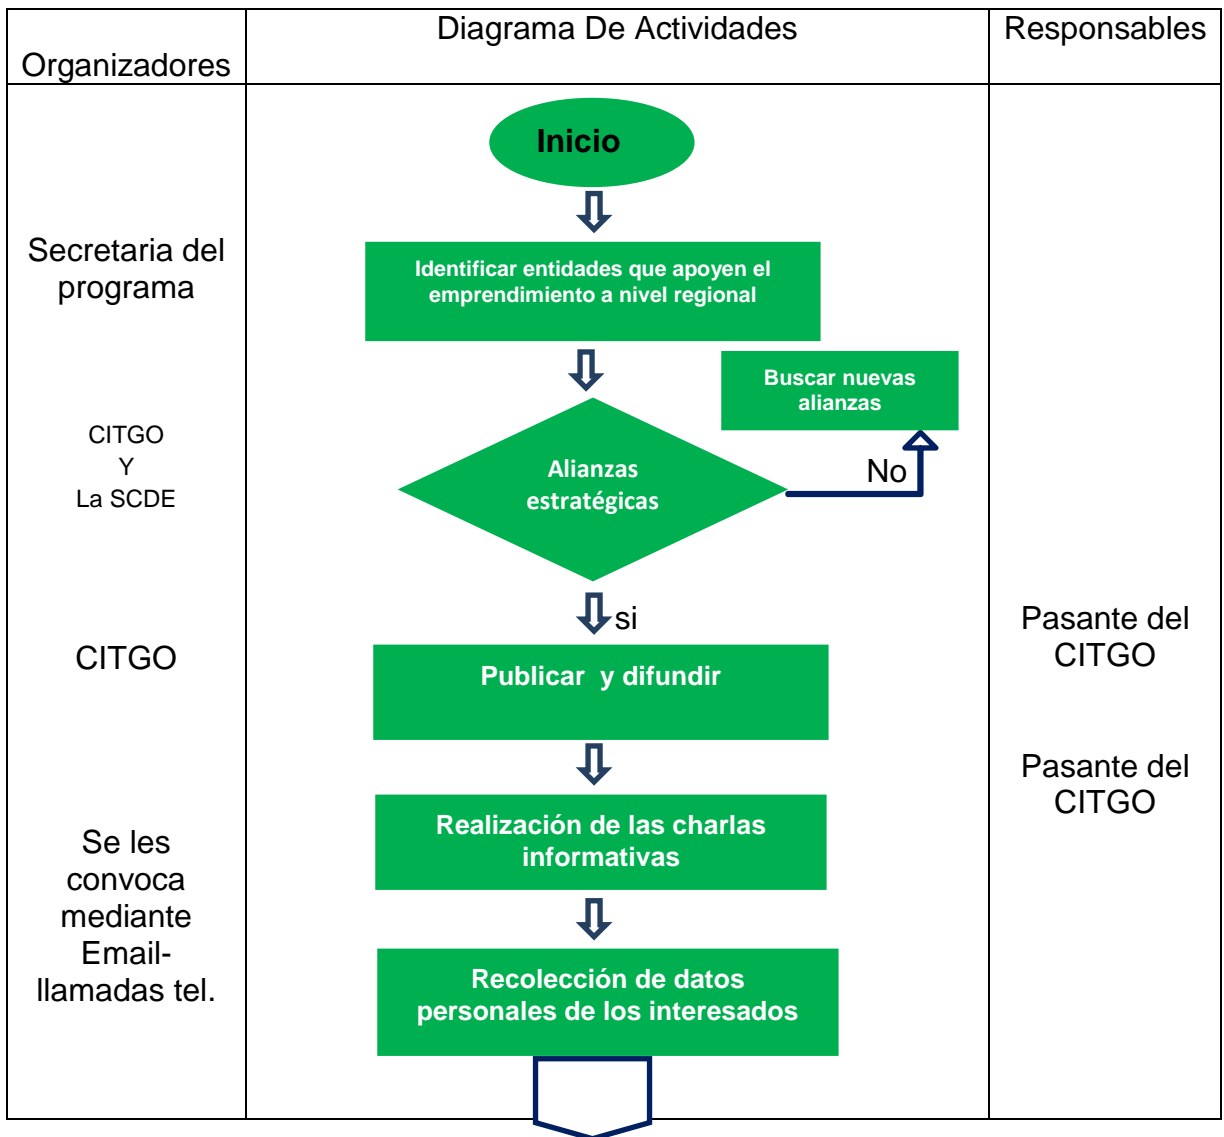 Organizadores
Diagrama De Actividades
Responsables
Inicio
Secretaria del
programa
Identificar entidades que apoyen el
emprendimiento a nivel regional
Buscar nuevas
alianzas
CITGO
Y
La SCDE
Alianzas
estratégicas
No
si
CITGO
Publicar y difundir
Pasante del
CITGO
Realización de las charlas
informativas
Pasante del
CITGO
Se les
convoca
mediante
Email-
llamadas tel.
Recolección de datos
personales de los interesados